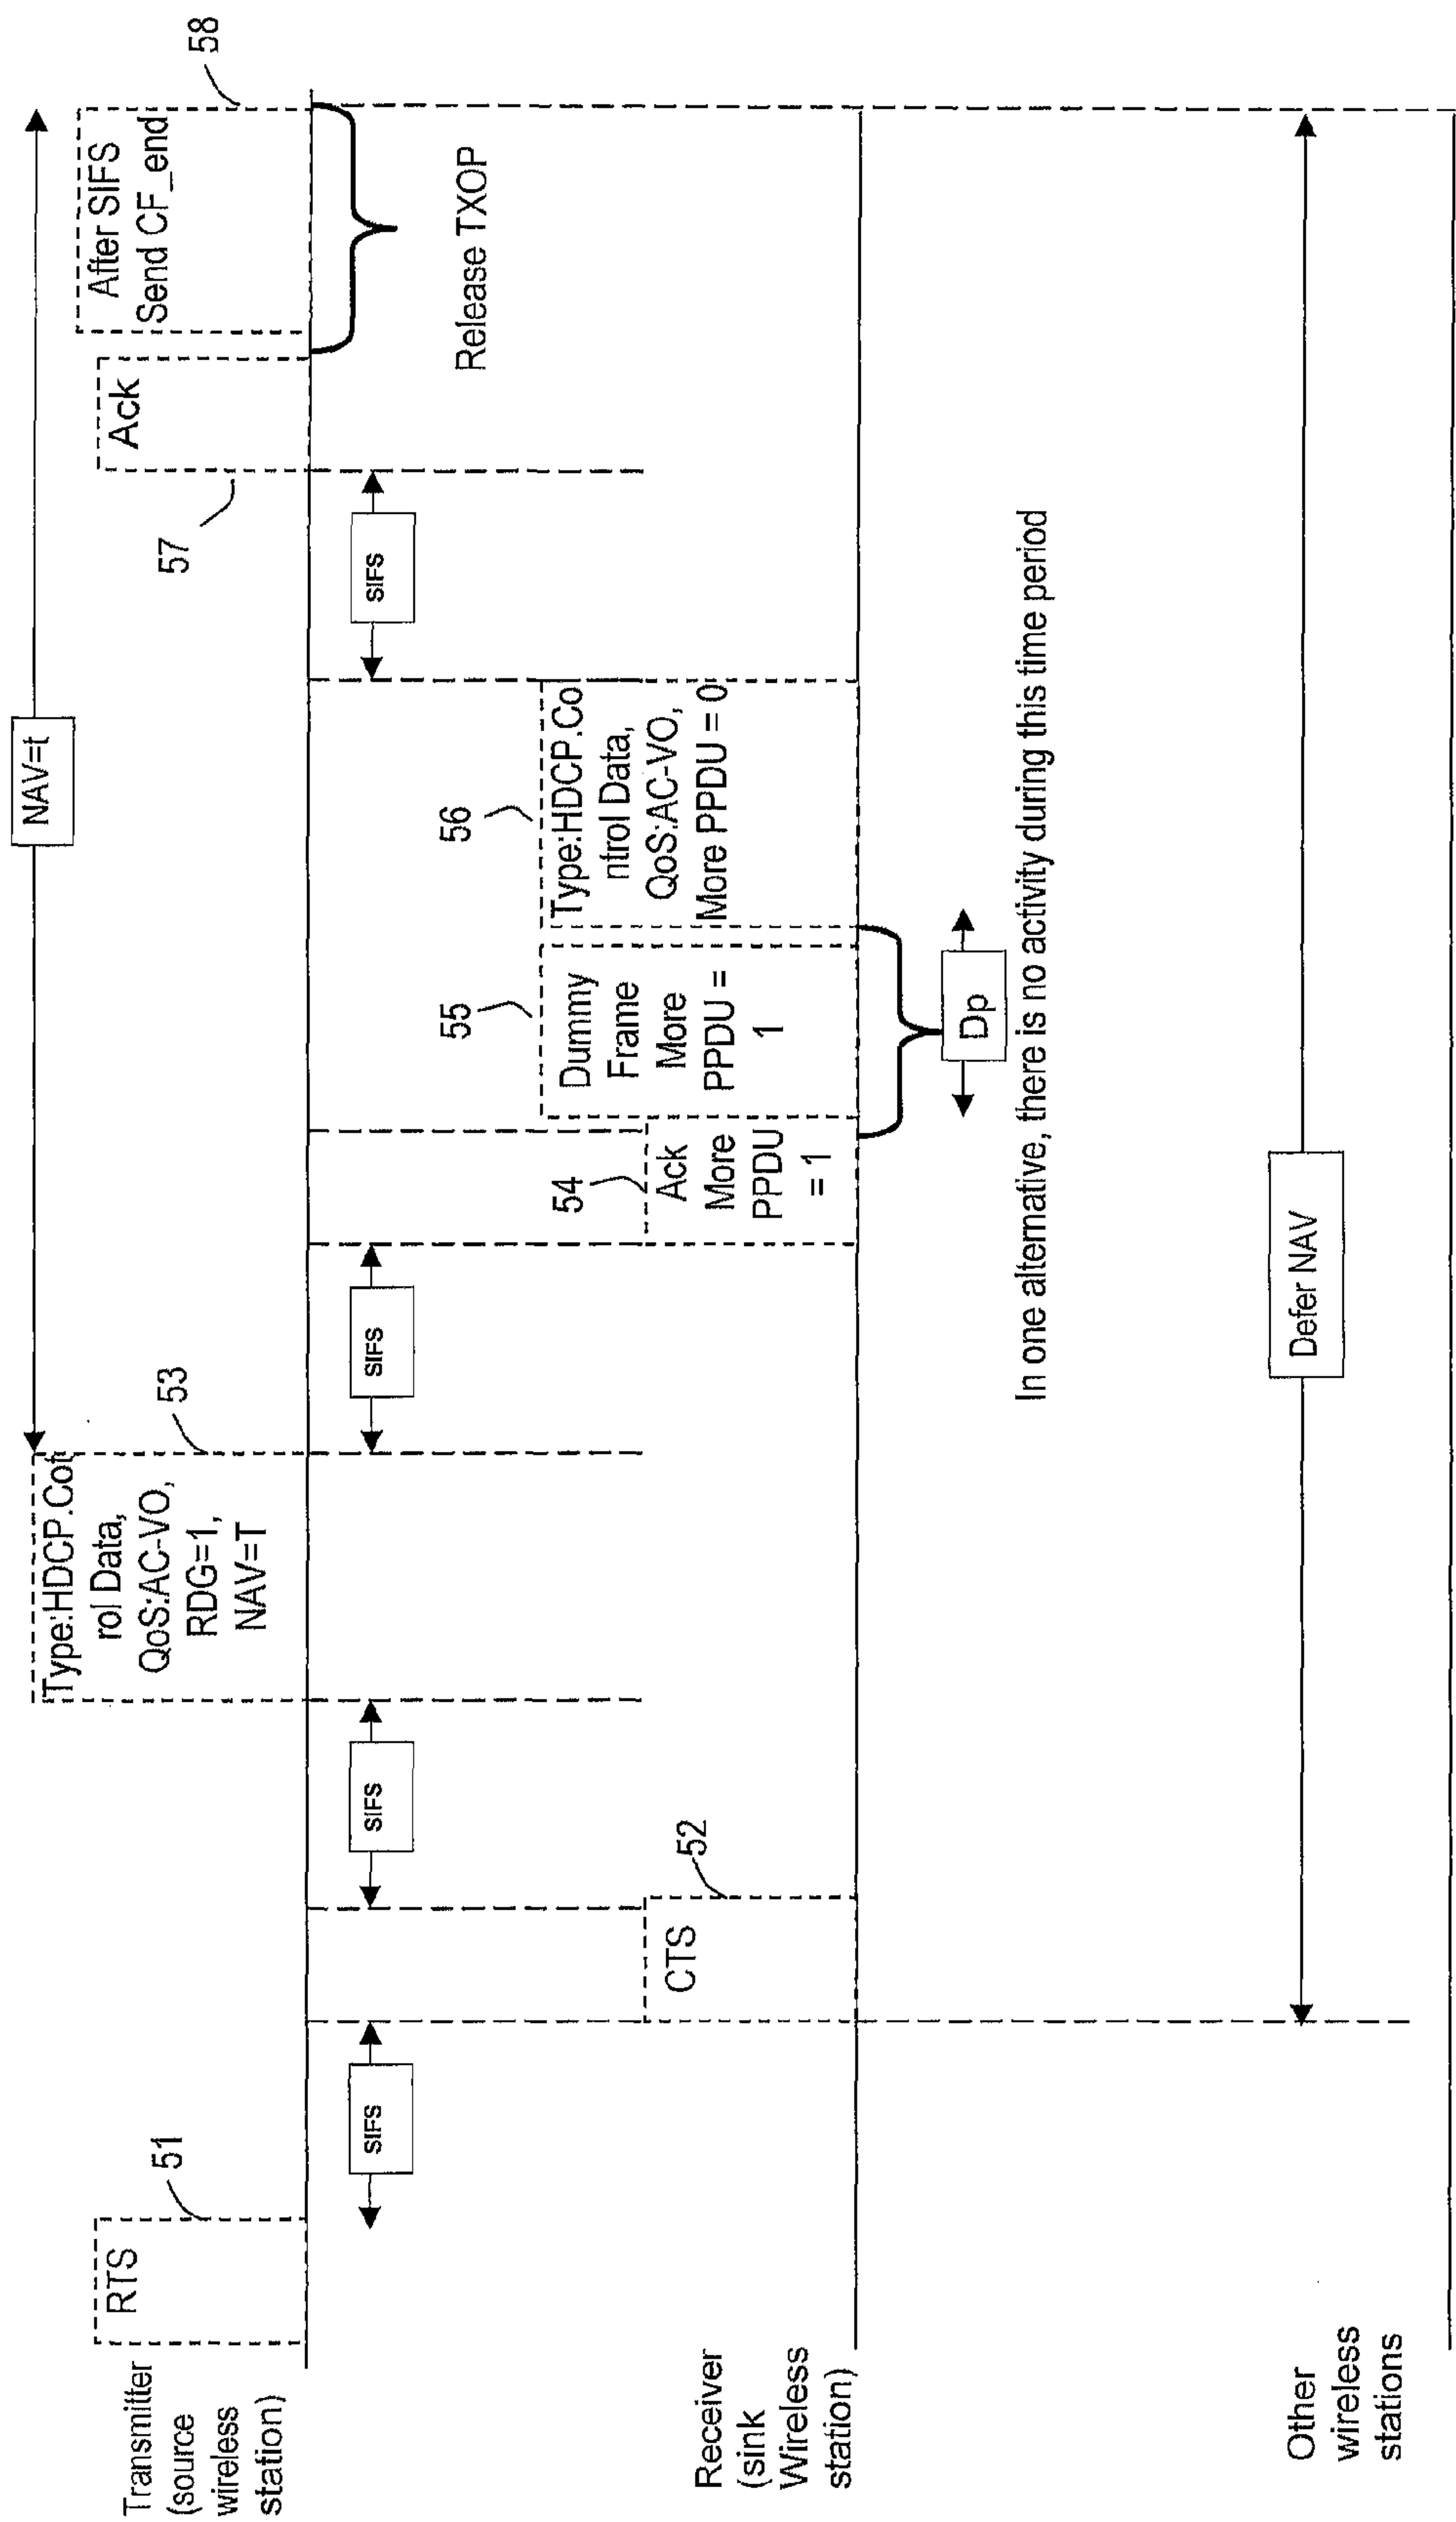 NAV=t
Type:HDCP.Cot
rol Data,
QoS:AC-VO,
RDG=1,
NAV=T
53
After SIFS
Send CF_end
58
RTS
51
Ack
57
Transmitter
(source
wireless
station)
SIFS
SIFS
SIFS
SIFS
Release TXOP
CTS
52
54
Ack
More
PPDU
= 1
55
Dummy
Frame
More
PPDU =
1
56
Type:HDCP.Co
ntrol Data,
QoS:AC-VO,
More PPDU = 0
Receiver
(sink
Wireless
station)
Dp
In one alternative, there is no activity during this time period
Defer NAV
Other
wireless
stations